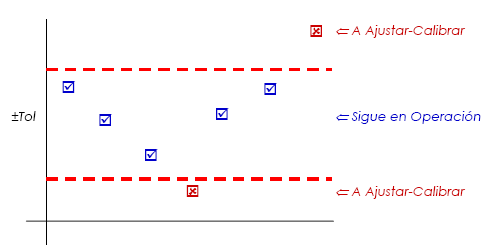 ⇐ A Ajustar-Calibrar
±Tol
⇐ Sigue en Operación
⇐ A Ajustar-Calibrar